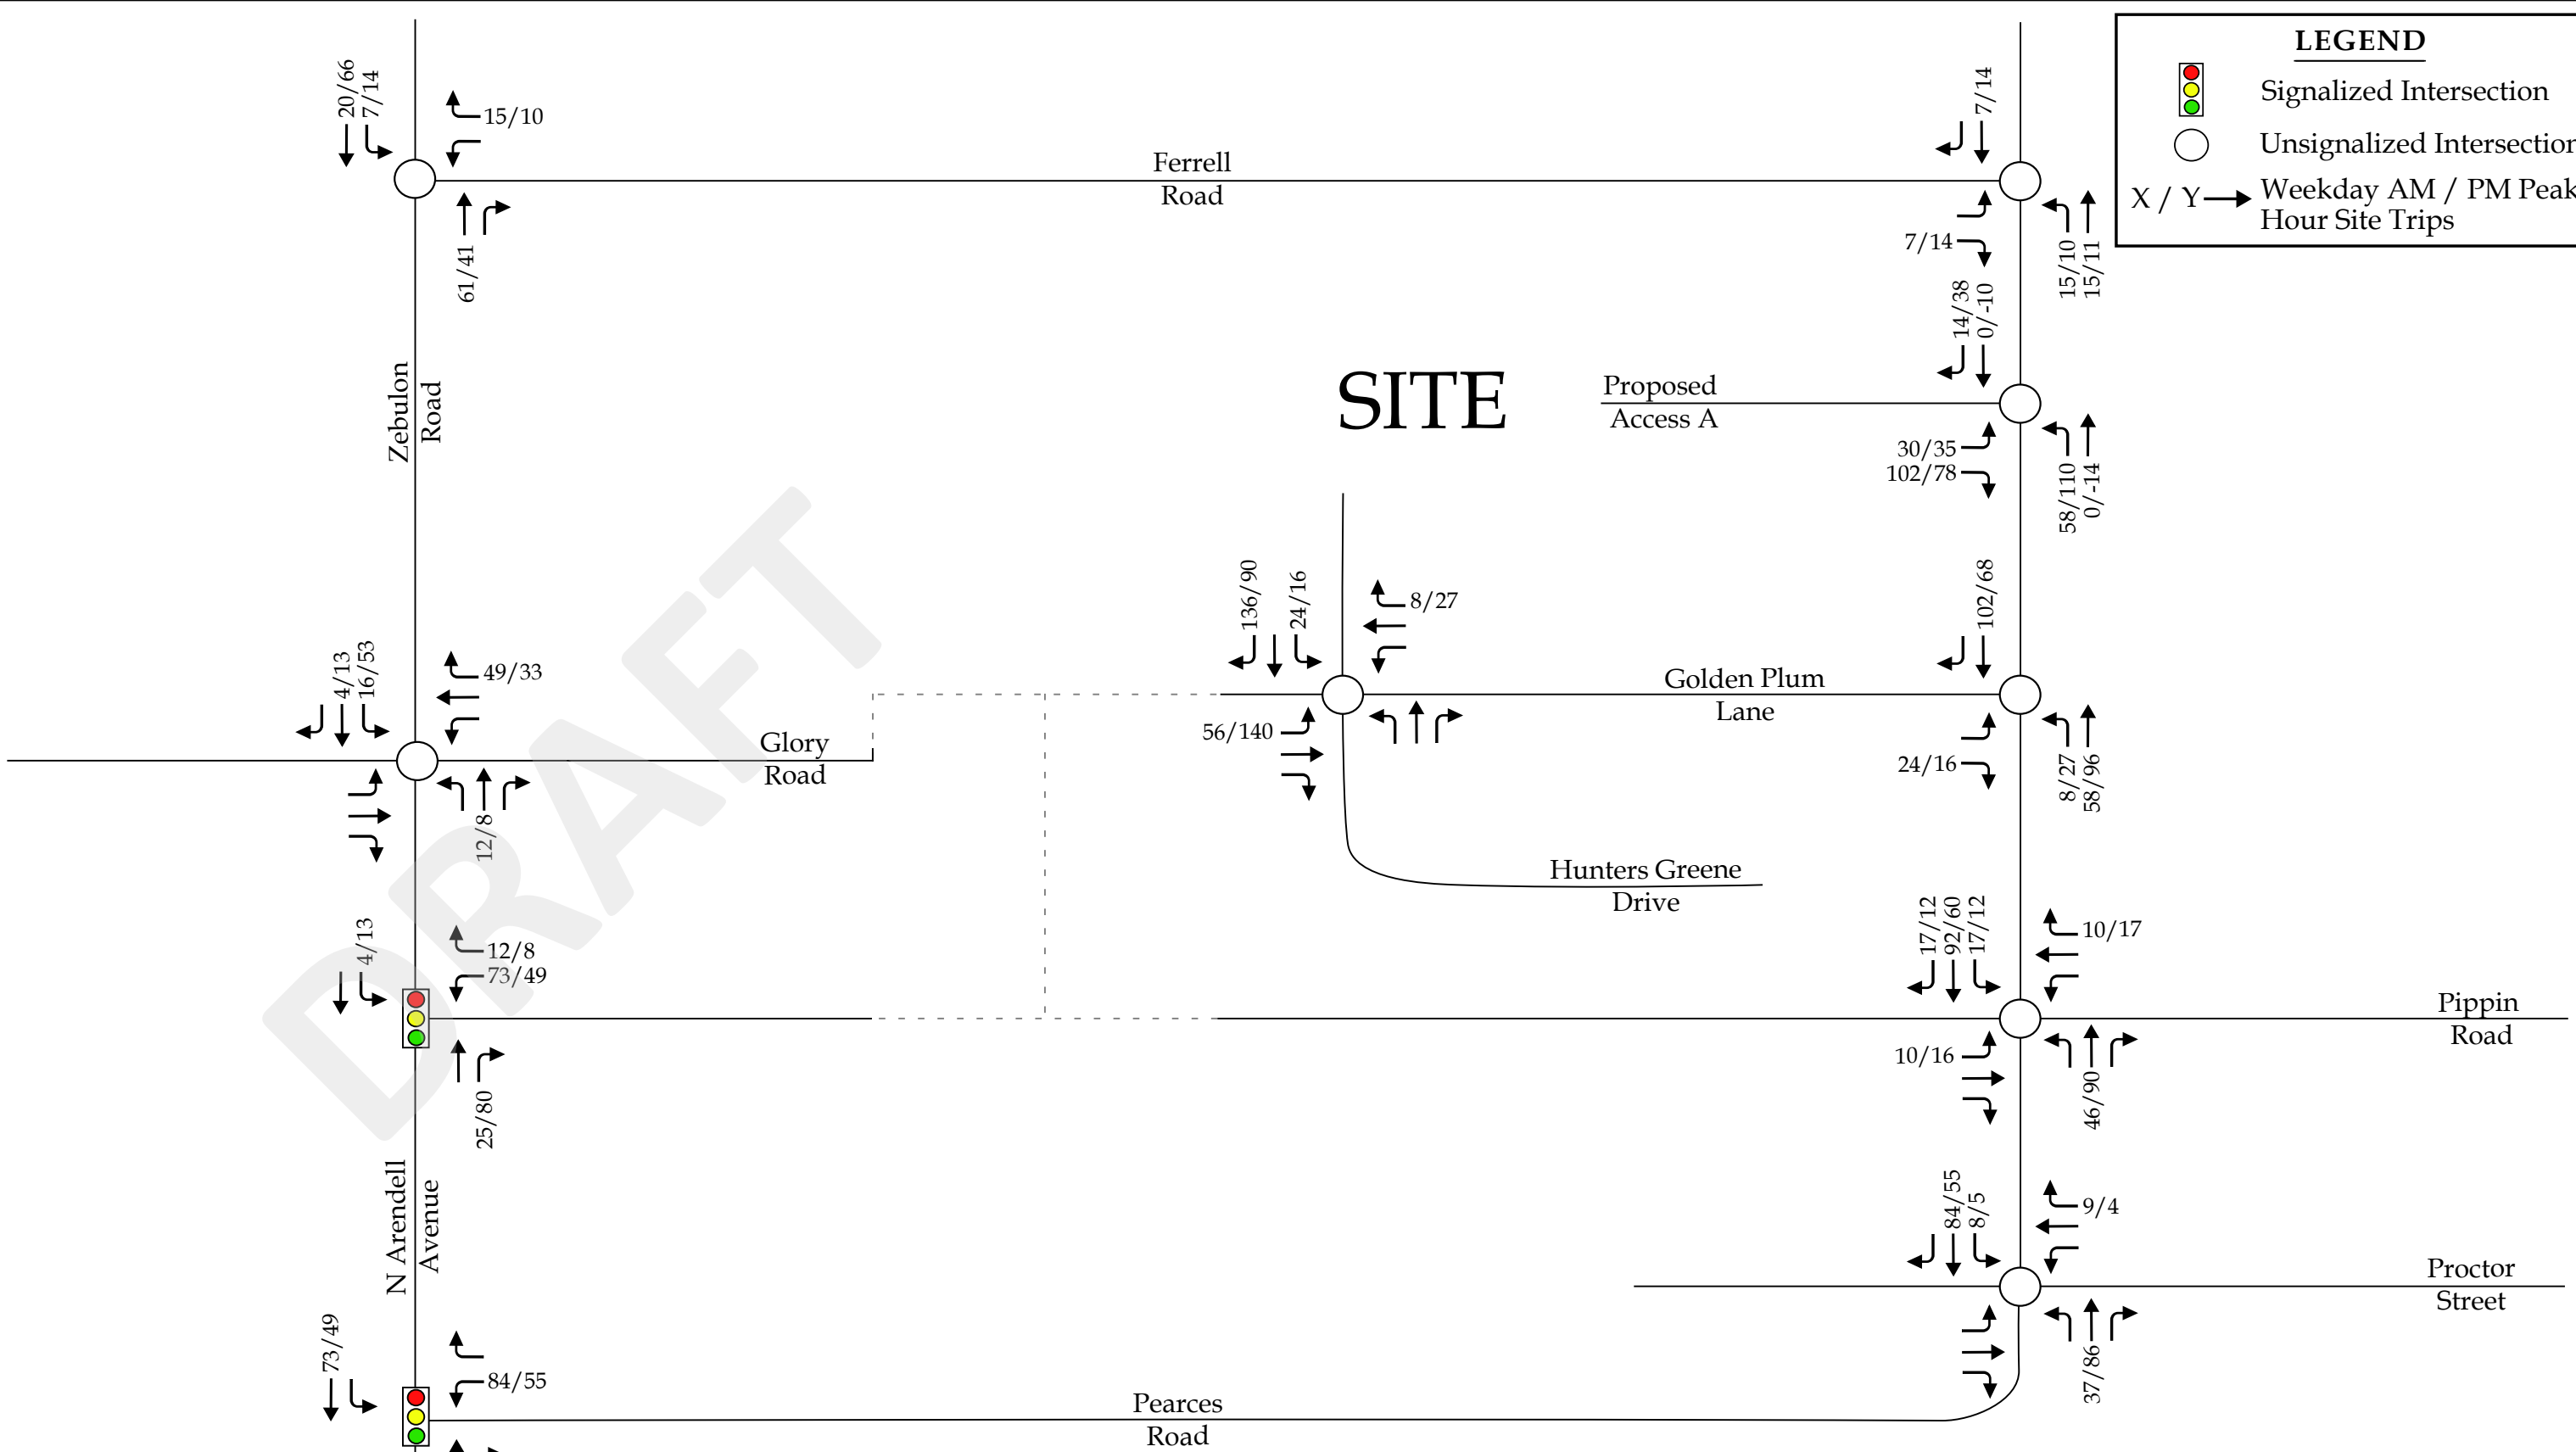 LEGEND
Signalized Intersection
Unsignalized Intersection
X / Y
Weekday AM / PM Peak
Hour Site Trips
20/66
7/14
15/10
61/41
Ferrell
Road
7/14
7/14
15/10
15/11
Zebulon
Road
SITE
Proposed
Access A
14/38
0/-10
30/35
102/78
58/110
0/-14
4/13
16/53
49/33
12/8
Glory
Road
136/90
24/16
8/27
56/140
Golden Plum
Lane
102/68
24/16
8/27
58/96
Hunters Greene
Drive
DRAFT
4/13
12/8
73/49
25/80
17/12
92/60
17/12
10/17
10/16
46/90
Pippin
Road
N Arendell
Avenue
84/55
8/5
9/4
37/86
Proctor
Street
73/49
84/55
Pearces
Road